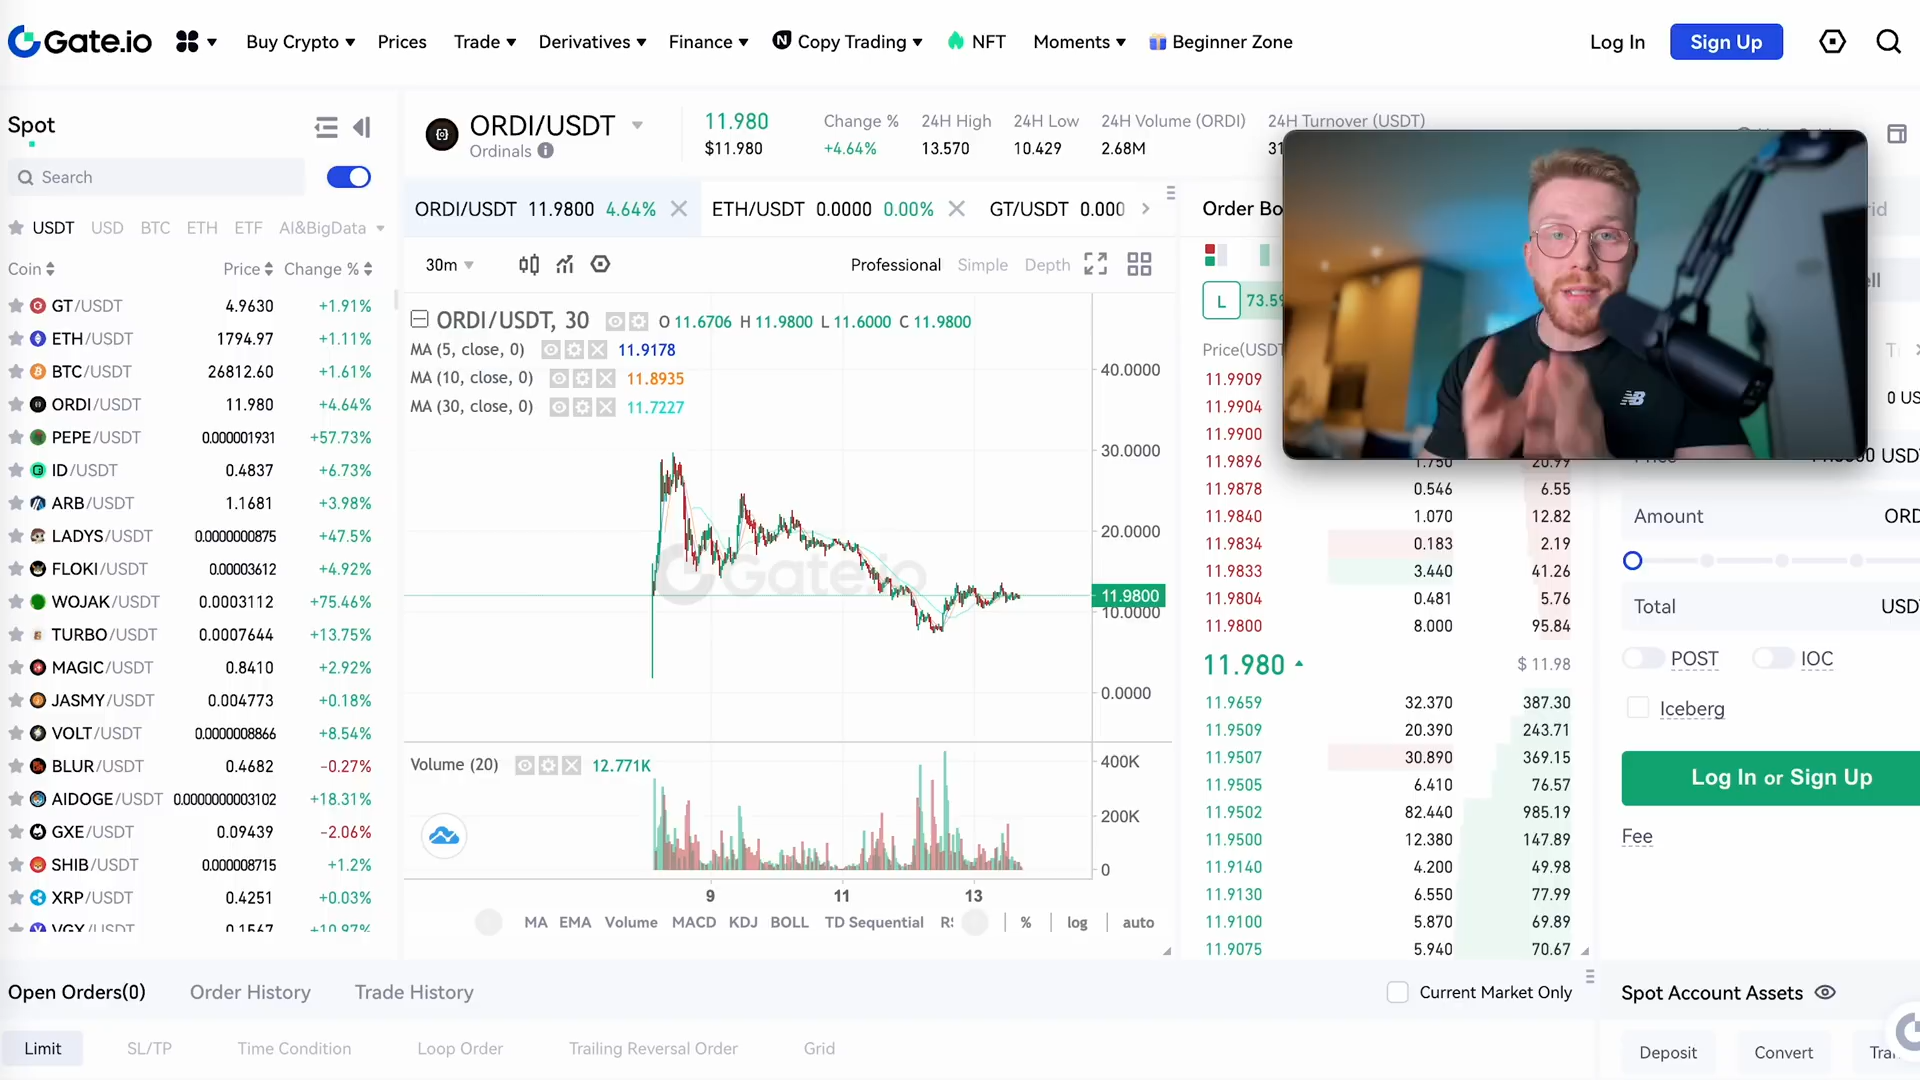 Gate.io
Buy Crypto
Prices
Trade
Derivatives
Finance
Copy Trading
NFT
Moments
Beginner Zone
Log In
Sign Up
Spot
Search
USDT USD BTC ETH ETF AI&BigData
Coin Price Change %
GT/USDT 4.9630 +1.91%
ETH/USDT 1794.97 +1.11%
BTC/USDT 26812.60 +1.61%
ORDI/USDT 11.980 +4.64%
PEPE/USDT 0.000001931 +57.73%
ID/USDT 0.4837 +6.73%
ARB/USDT 1.1681 +3.98%
LADYS/USDT 0.0000000875 +47.5%
FLOKI/USDT 0.00003612 +4.92%
WOJAK/USDT 0.0003112 +75.46%
TURBO/USDT 0.0007644 +13.75%
MAGIC/USDT 0.8410 +2.92%
JASMY/USDT 0.004773 +0.18%
VOLT/USDT 0.0000008866 +8.54%
BLUR/USDT 0.4682 -0.27%
AIDOGE/USDT 0.0000000003102 +18.31%
GXE/USDT 0.09439 -2.06%
SHIB/USDT 0.000008715 +1.2%
XRP/USDT 0.4251 +0.03%
VGX/USDT 0.1567 +10.97%
ORDI/USDT
Ordinals
11.980
$11.980
Change %
+4.64%
24H High
13.570
24H Low
10.429
24H Volume (ORDI)
2.68M
24H Turnover (USDT)
ORDI/USDT 11.9800 4.64%
ETH/USDT 0.0000 0.00%
GT/USDT 0.000
30m
Professional Simple Depth
ORDI/USDT, 30 O 11.6706 H 11.9800 L 11.6000 C 11.9800
MA (5, close, 0) 11.9178
MA (10, close, 0) 11.8935
MA (30, close, 0) 11.7227
40.0000
30.0000
20.0000
11.9800
10.0000
0.0000
Gate.io
Volume (20) 12.771K
400K
200K
0
9 11 13
MA EMA Volume MACD KDJ BOLL TD Sequential % log auto
Order Bo
L 73.5
Price(USDT
11.9909
11.9904
11.9900
11.9896 1.750 20.99
11.9878 0.546 6.55
11.9840 1.070 12.82
11.9834 0.183 2.19
11.9833 3.440 41.26
11.9804 0.481 5.76
11.9800 8.000 95.84
11.980 $ 11.98
11.9659 32.370 387.30
11.9509 20.390 243.71
11.9507 30.890 369.15
11.9505 6.410 76.57
11.9502 82.440 985.19
11.9500 12.380 147.89
11.9140 4.200 49.98
11.9130 6.550 77.99
11.9100 5.870 69.89
11.9075 5.940 70.67
NB
0 US
USD
Amount ORD
Total USD
POST IOC
Iceberg
Log In or Sign Up
Fee
Open Orders(0)
Order History
Trade History
Current Market Only
Limit
SL/TP
Time Condition
Loop Order
Trailing Reversal Order
Grid
Spot Account Assets
Deposit
Convert